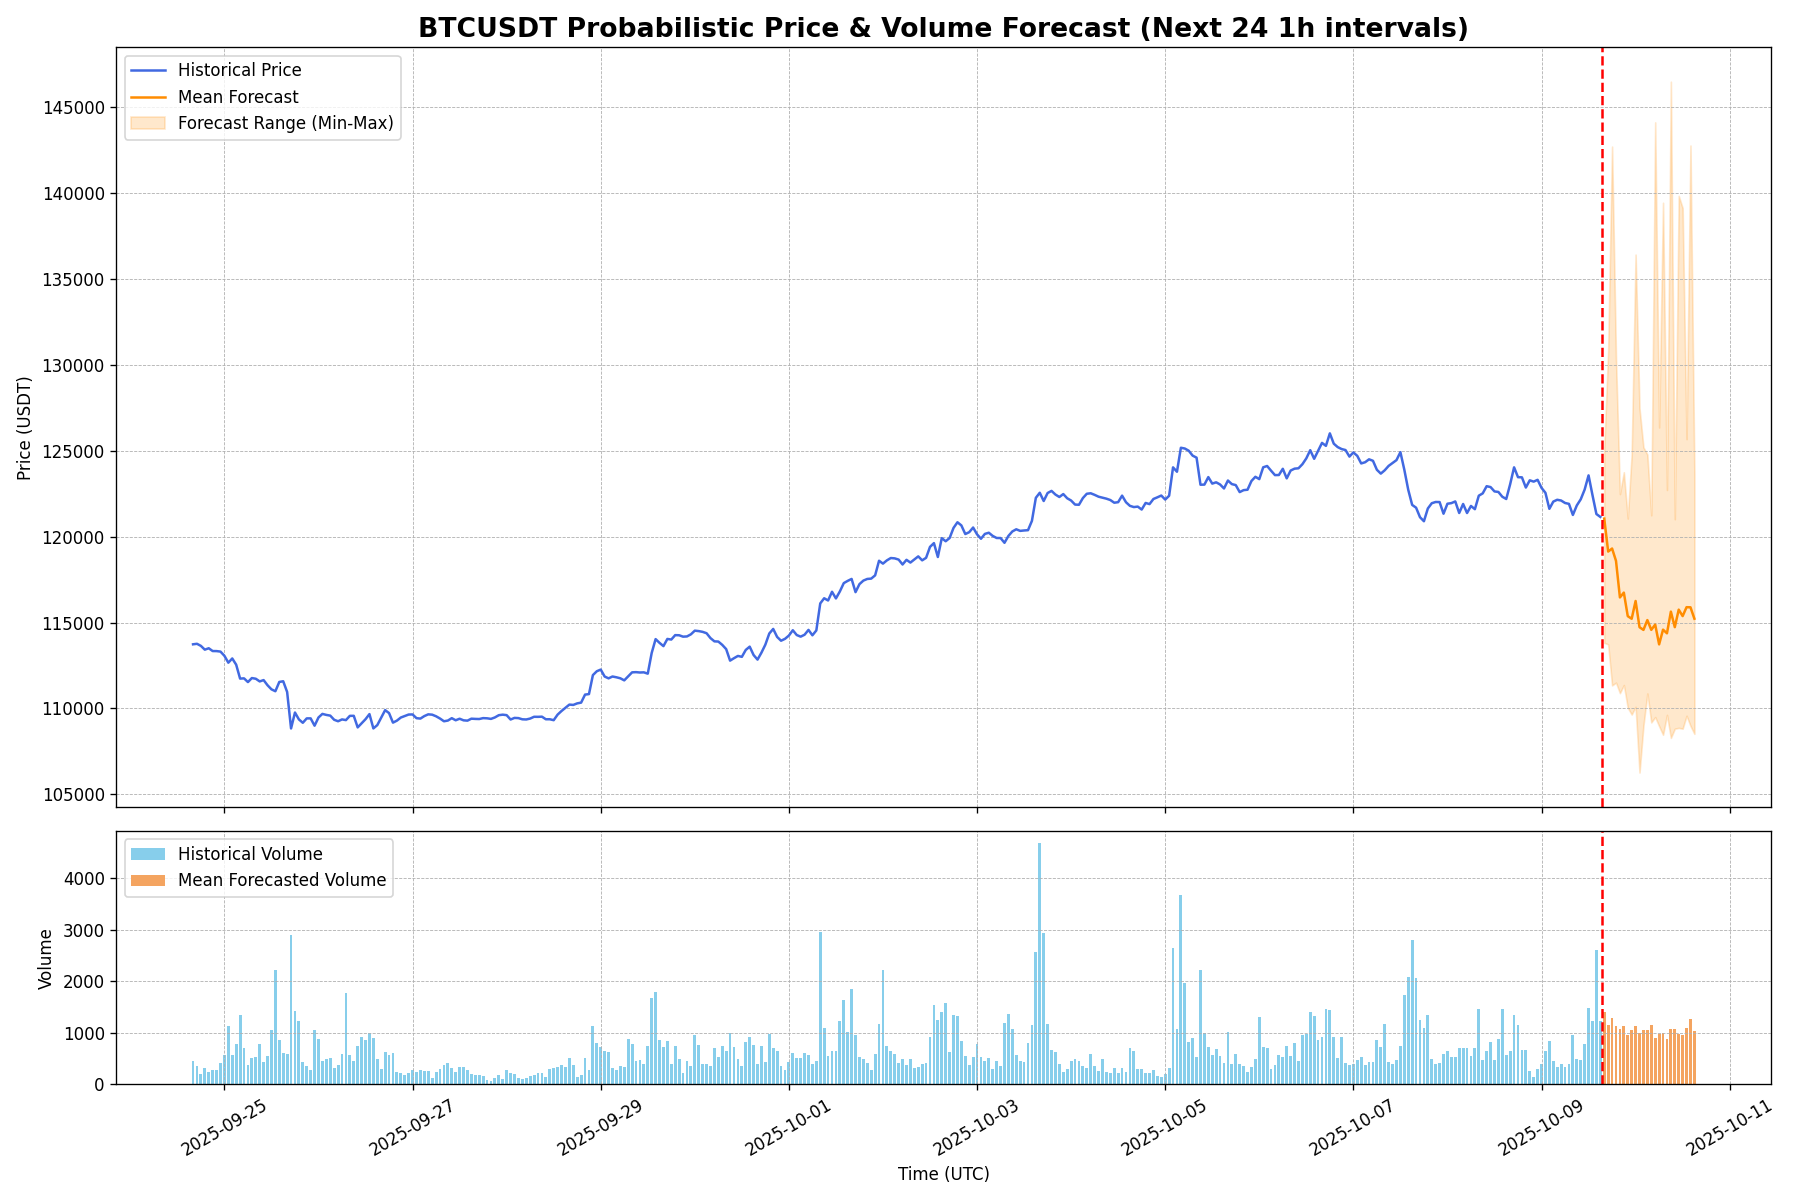 BTCUSDT Probabilistic Price & Volume Forecast (Next 24 1h intervals)
Historical Price
Mean Forecast
Forecast Range (Min-Max)
145000
140000
135000
130000
125000
120000
115000
110000
105000
Price (USDT)
Historical Volume
Mean Forecasted Volume
4000
3000
2000
1000
0
Volume
2025-09-25
2025-09-27
2025-09-29
2025-10-01
2025-10-03
2025-10-05
2025-10-07
2025-10-09
2025-10-11
Time (UTC)